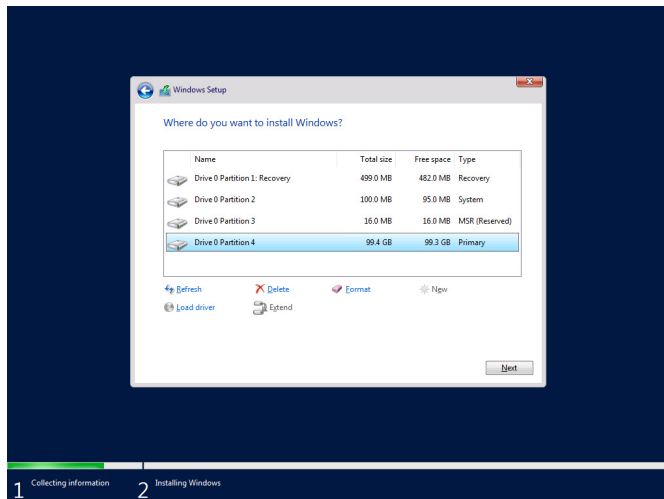 Windows Setup
Where do you want to install Windows?
Name Total size Free space Type
Drive 0 Partition 1: Recovery 499.0 MB 482.0 MB Recovery
Drive 0 Partition 2 100.0 MB 95.0 MB System
Drive 0 Partition 3 16.0 MB 16.0 MB MSR (Reserved)
Drive 0 Partition 4 99.4 GB 99.3 GB Primary
Refresh Delete Format New
Load driver Extend
Next
1 Collecting information 2 Installing Windows